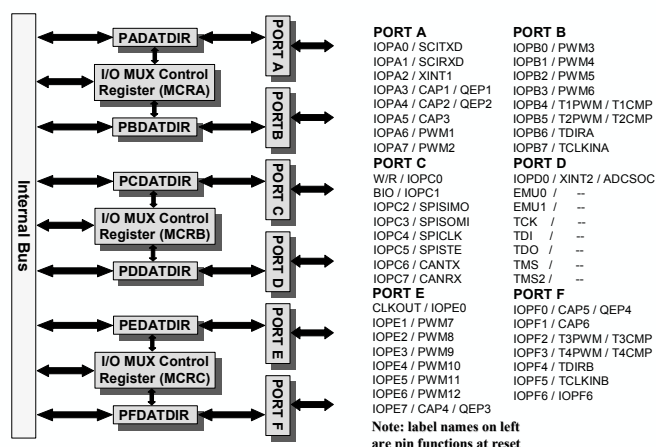 Internal Bus
PADATDIR
PORT A
I/O MUX Control
Register (MCRA)
PBDATDIR
PORTB
PCDATDIR
PORT C
I/O MUX Control
Register (MCRB)
PDDATDIR
PORT D
PEDATDIR
PORT E
I/O MUX Control
Register (MCRC)
PFDATDIR
PORT F
PORT A
IOPA0 / SCITXD
IOPA1 / SCIRXD
IOPA2 / XINT1
IOPA3 / CAP1 / QEP1
IOPA4 / CAP2 / QEP2
IOPA5 / CAP3
IOPA6 / PWM1
IOPA7 / PWM2
PORT B
IOPB0 / PWM3
IOPB1 / PWM4
IOPB2 / PWM5
IOPB3 / PWM6
IOPB4 / T1PWM / T1CMP
IOPB5 / T2PWM / T2CMP
IOPB6 / TDIRA
IOPB7 / TCLKINA
PORT C
W/R / IOPC0
BIO / IOPC1
IOPC2 / SPISIMO
IOPC3 / SPISOMI
IOPC4 / SPICLK
IOPC5 / SPISTE
IOPC6 / CANTX
IOPC7 / CANRX
PORT D
IOPD0 / XINT2 / ADCSOC
EMU0 / --
EMU1 / --
TCK / --
TDI / --
TDO / --
TMS / --
TMS2 / --
PORT E
CLKOUT / IOPE0
IOPE1 / PWM7
IOPE2 / PWM8
IOPE3 / PWM9
IOPE4 / PWM10
IOPE5 / PWM11
IOPE6 / PWM12
IOPE7 / CAP4 / QEP3
PORT F
IOPF0 / CAP5 / QEP4
IOPF1 / CAP6
IOPF2 / T3PWM / T3CMP
IOPF3 / T4PWM / T4CMP
IOPF4 / TDIRB
IOPF5 / TCLKINB
IOPF6 / IOPF6
Note: label names on left
are pin functions at reset